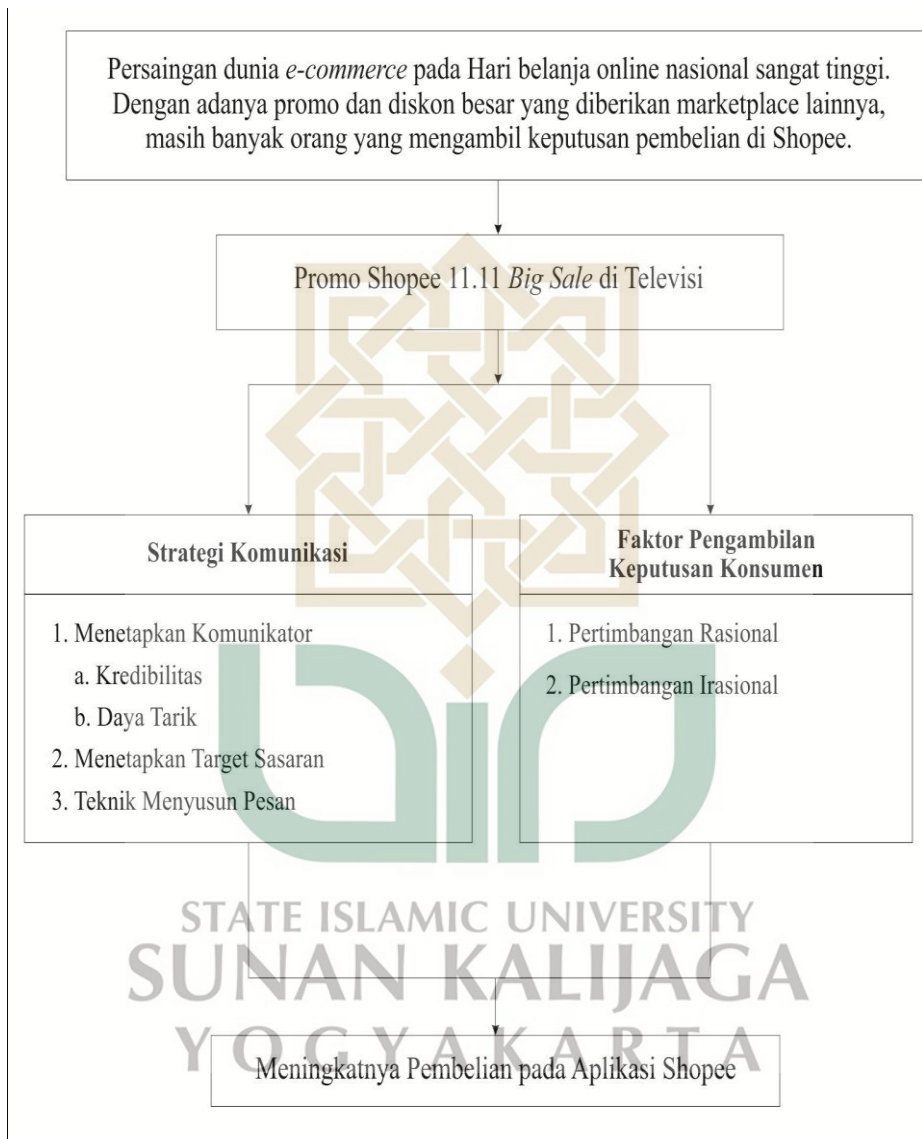 Persaingan dunia e-commerce pada Hari belanja online nasional sangat tinggi.
Dengan adanya promo dan diskon besar yang diberikan marketplace lainnya,
masih banyak orang yang mengambil keputusan pembelian di Shopee.
Promo Shopee 11.11 Big Sale di Televisi
Strategi Komunikasi
1. Menetapkan Komunikator
a. Kredibilitas
b. Daya Tarik
2. Menetapkan Target Sasaran
3. Teknik Menyusun Pesan
Faktor Pengambilan
Keputusan Konsumen
1. Pertimbangan Rasional
2. Pertimbangan Irasional
STATE ISLAMIC UNIVERSITY
SUNAN KALIJAGA
YOGYAKARTA
Meningkatnya Pembelian pada Aplikasi Shopee